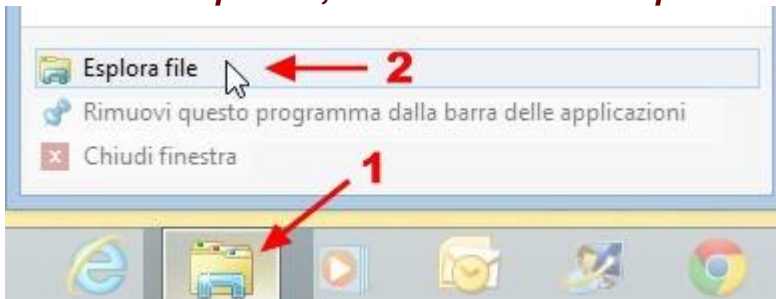 Esplora file
2
Rimuovi questo programma dalla barra delle applicazioni
Chiudi finestra
1